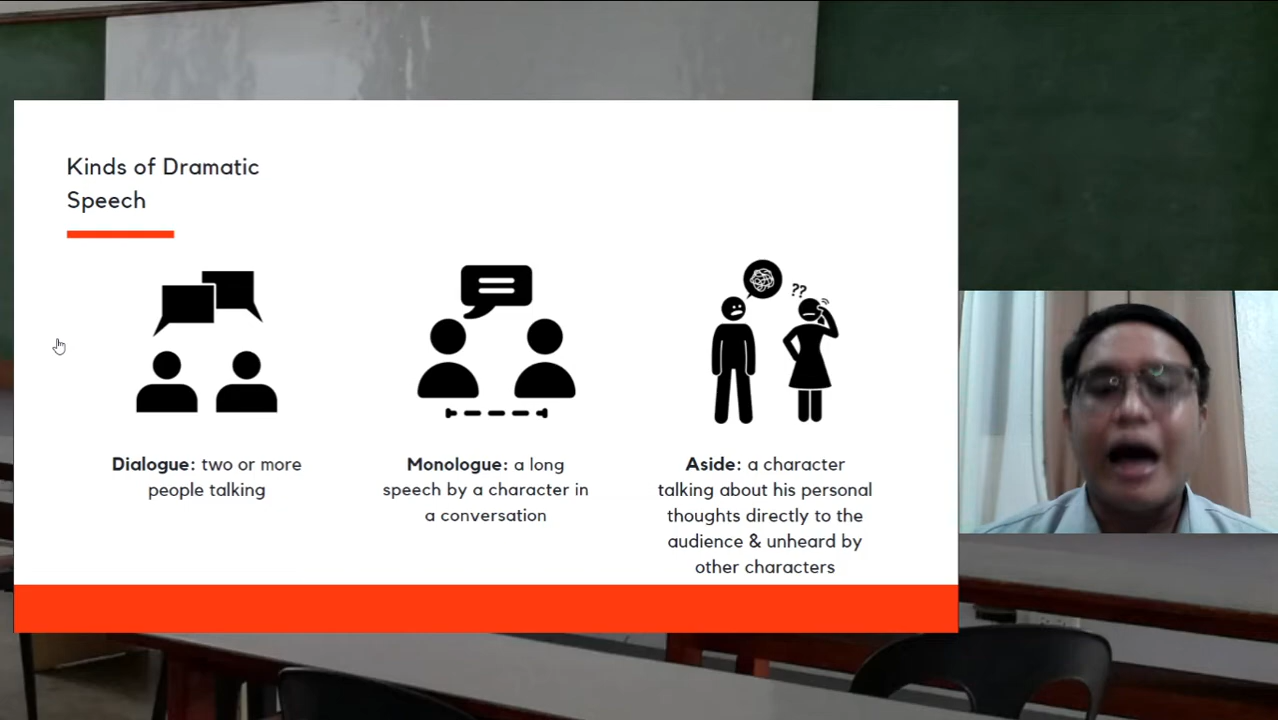 Kinds of Dramatic
Speech
??
Dialogue: two or more
people talking
Monologue: a long
speech by a character in
a conversation
Aside: a character
talking about his personal
thoughts directly to the
audience & unheard by
other characters